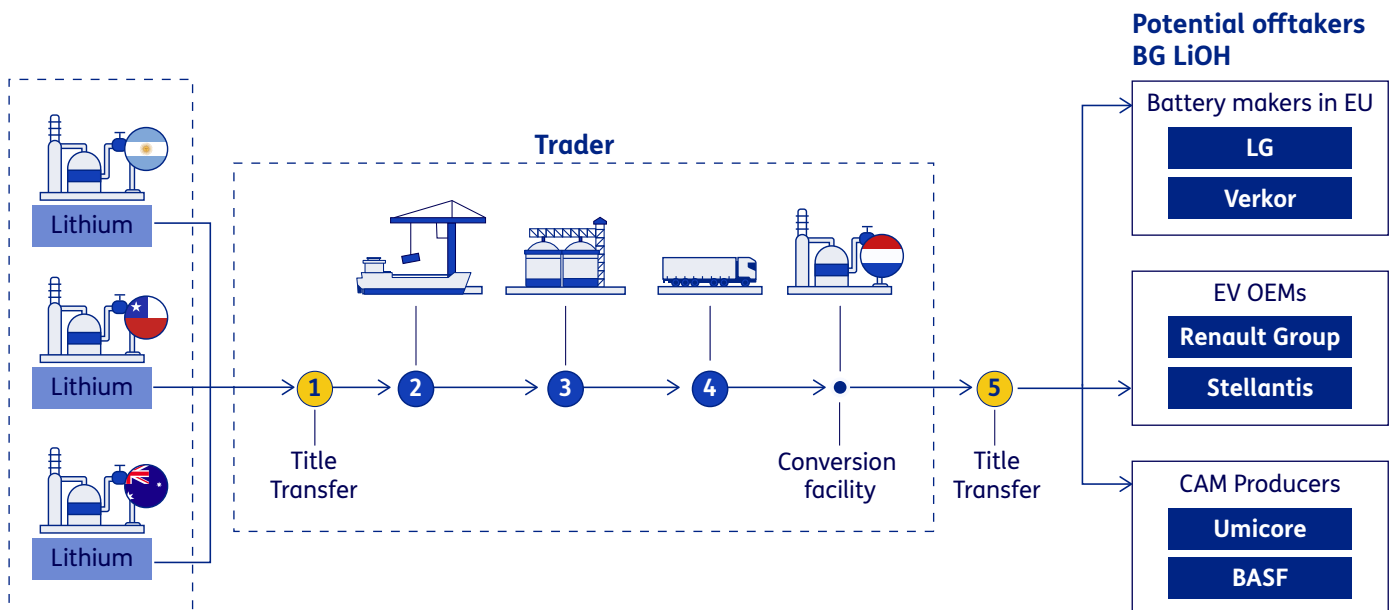 Potential offtakers
BG LiOH
Battery makers in EU
LG
Verkor
Trader
Lithium
Lithium
Lithium
1
2
3
4
5
Title
Transfer
Conversion
facility
Title
Transfer
EV OEMs
Renault Group
Stellantis
CAM Producers
Umicore
BASF